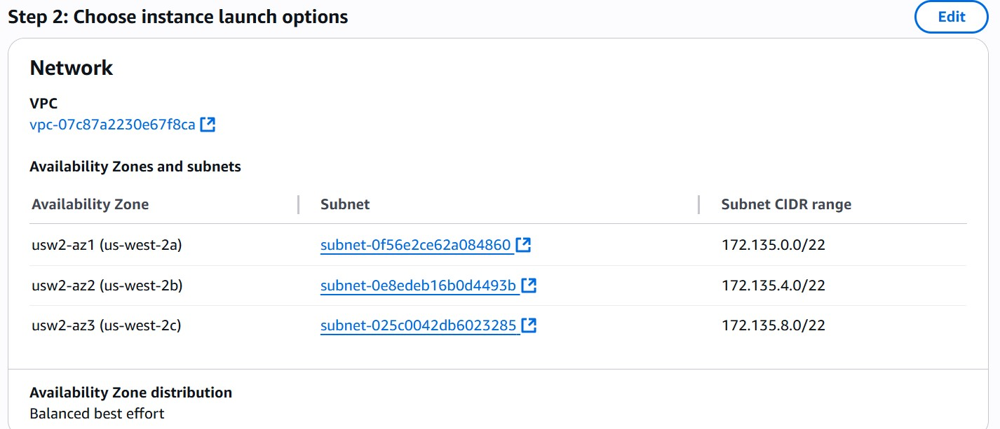 Step 2: Choose instance launch options
Edit
Network
VPC
vpc-07c87a2230e67f8ca
Availability Zones and subnets
Availability Zone Subnet Subnet CIDR range
usw2-az1 (us-west-2a) subnet-0f56e2ce62a084860 172.135.0.0/22
usw2-az2 (us-west-2b) subnet-0e8edeb16b0d4493b 172.135.4.0/22
usw2-az3 (us-west-2c) subnet-025c0042db6023285 172.135.8.0/22
Availability Zone distribution
Balanced best effort